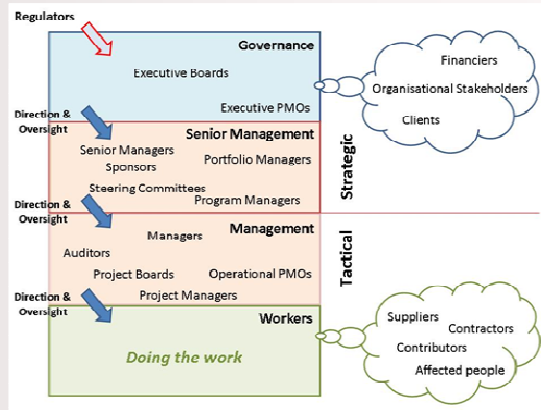 Regulators
Governance
Executive Boards
Executive PMOs
Direction &
Oversight
Senior Management
Senior Managers
Sponsors
Portfolio Managers
Steering Committees
Program Managers
Direction &
Oversight
Management
Managers
Auditors
Project Boards
Operational PMOs
Project Managers
Direction &
Oversight
Workers
Doing the work
Strategic
Tactical
Financiers
Organisational Stakeholders
Clients
Suppliers
Contractors
Contributors
Affected people